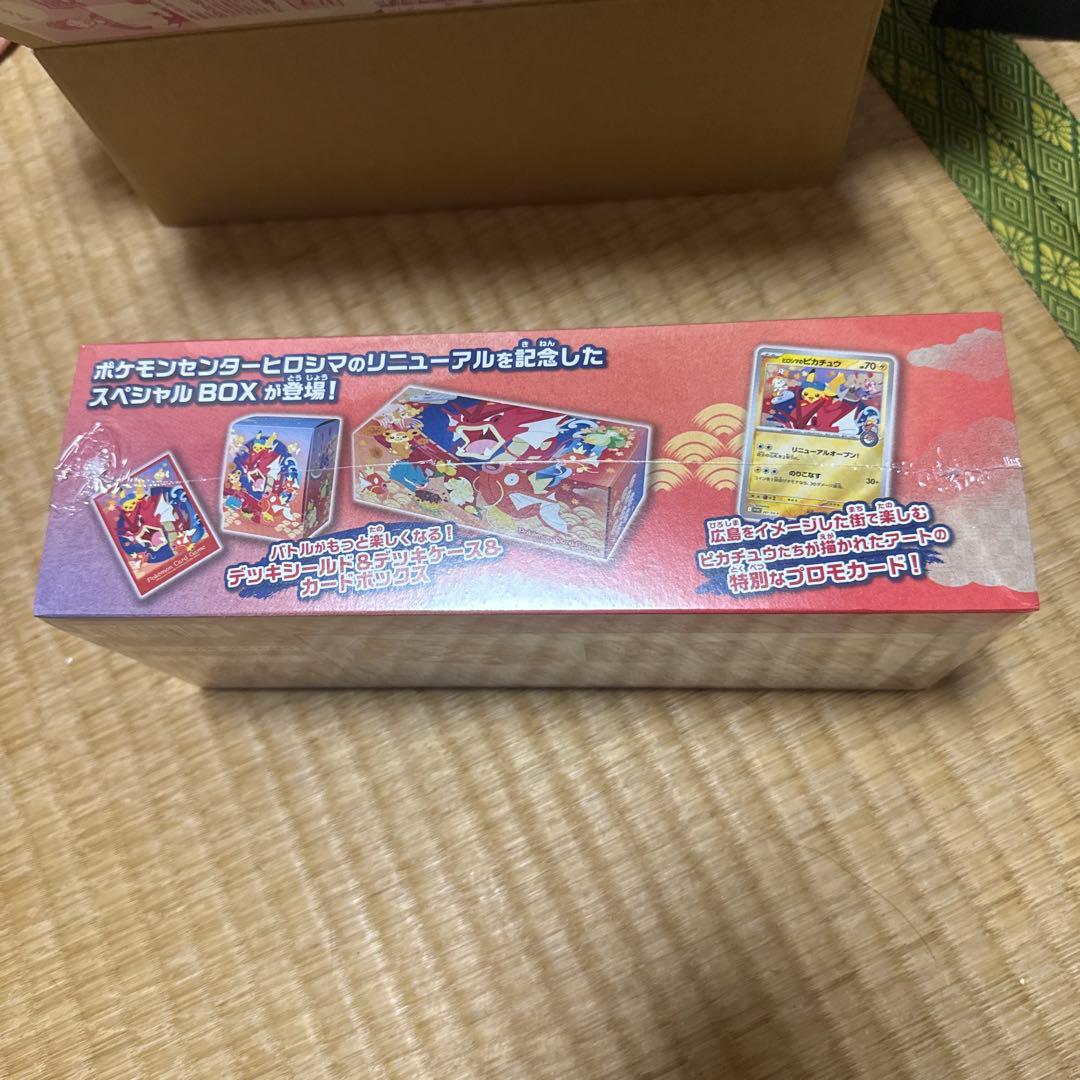 ポケモンセンターヒロシマのリニューアルを記念した
スペシャル BOX が登場！
バトルがもっと楽しくなる！
デッキシールド&デッキケース&
カードボックス
Pokémon Card Game
ヒロシマのピカチュウ
HP70
リニューアルオープン！
のりこなす
30+
広島をイメージした街で楽しむ
ピカチュウたちが描かれたアートの
特別なプロモカード！